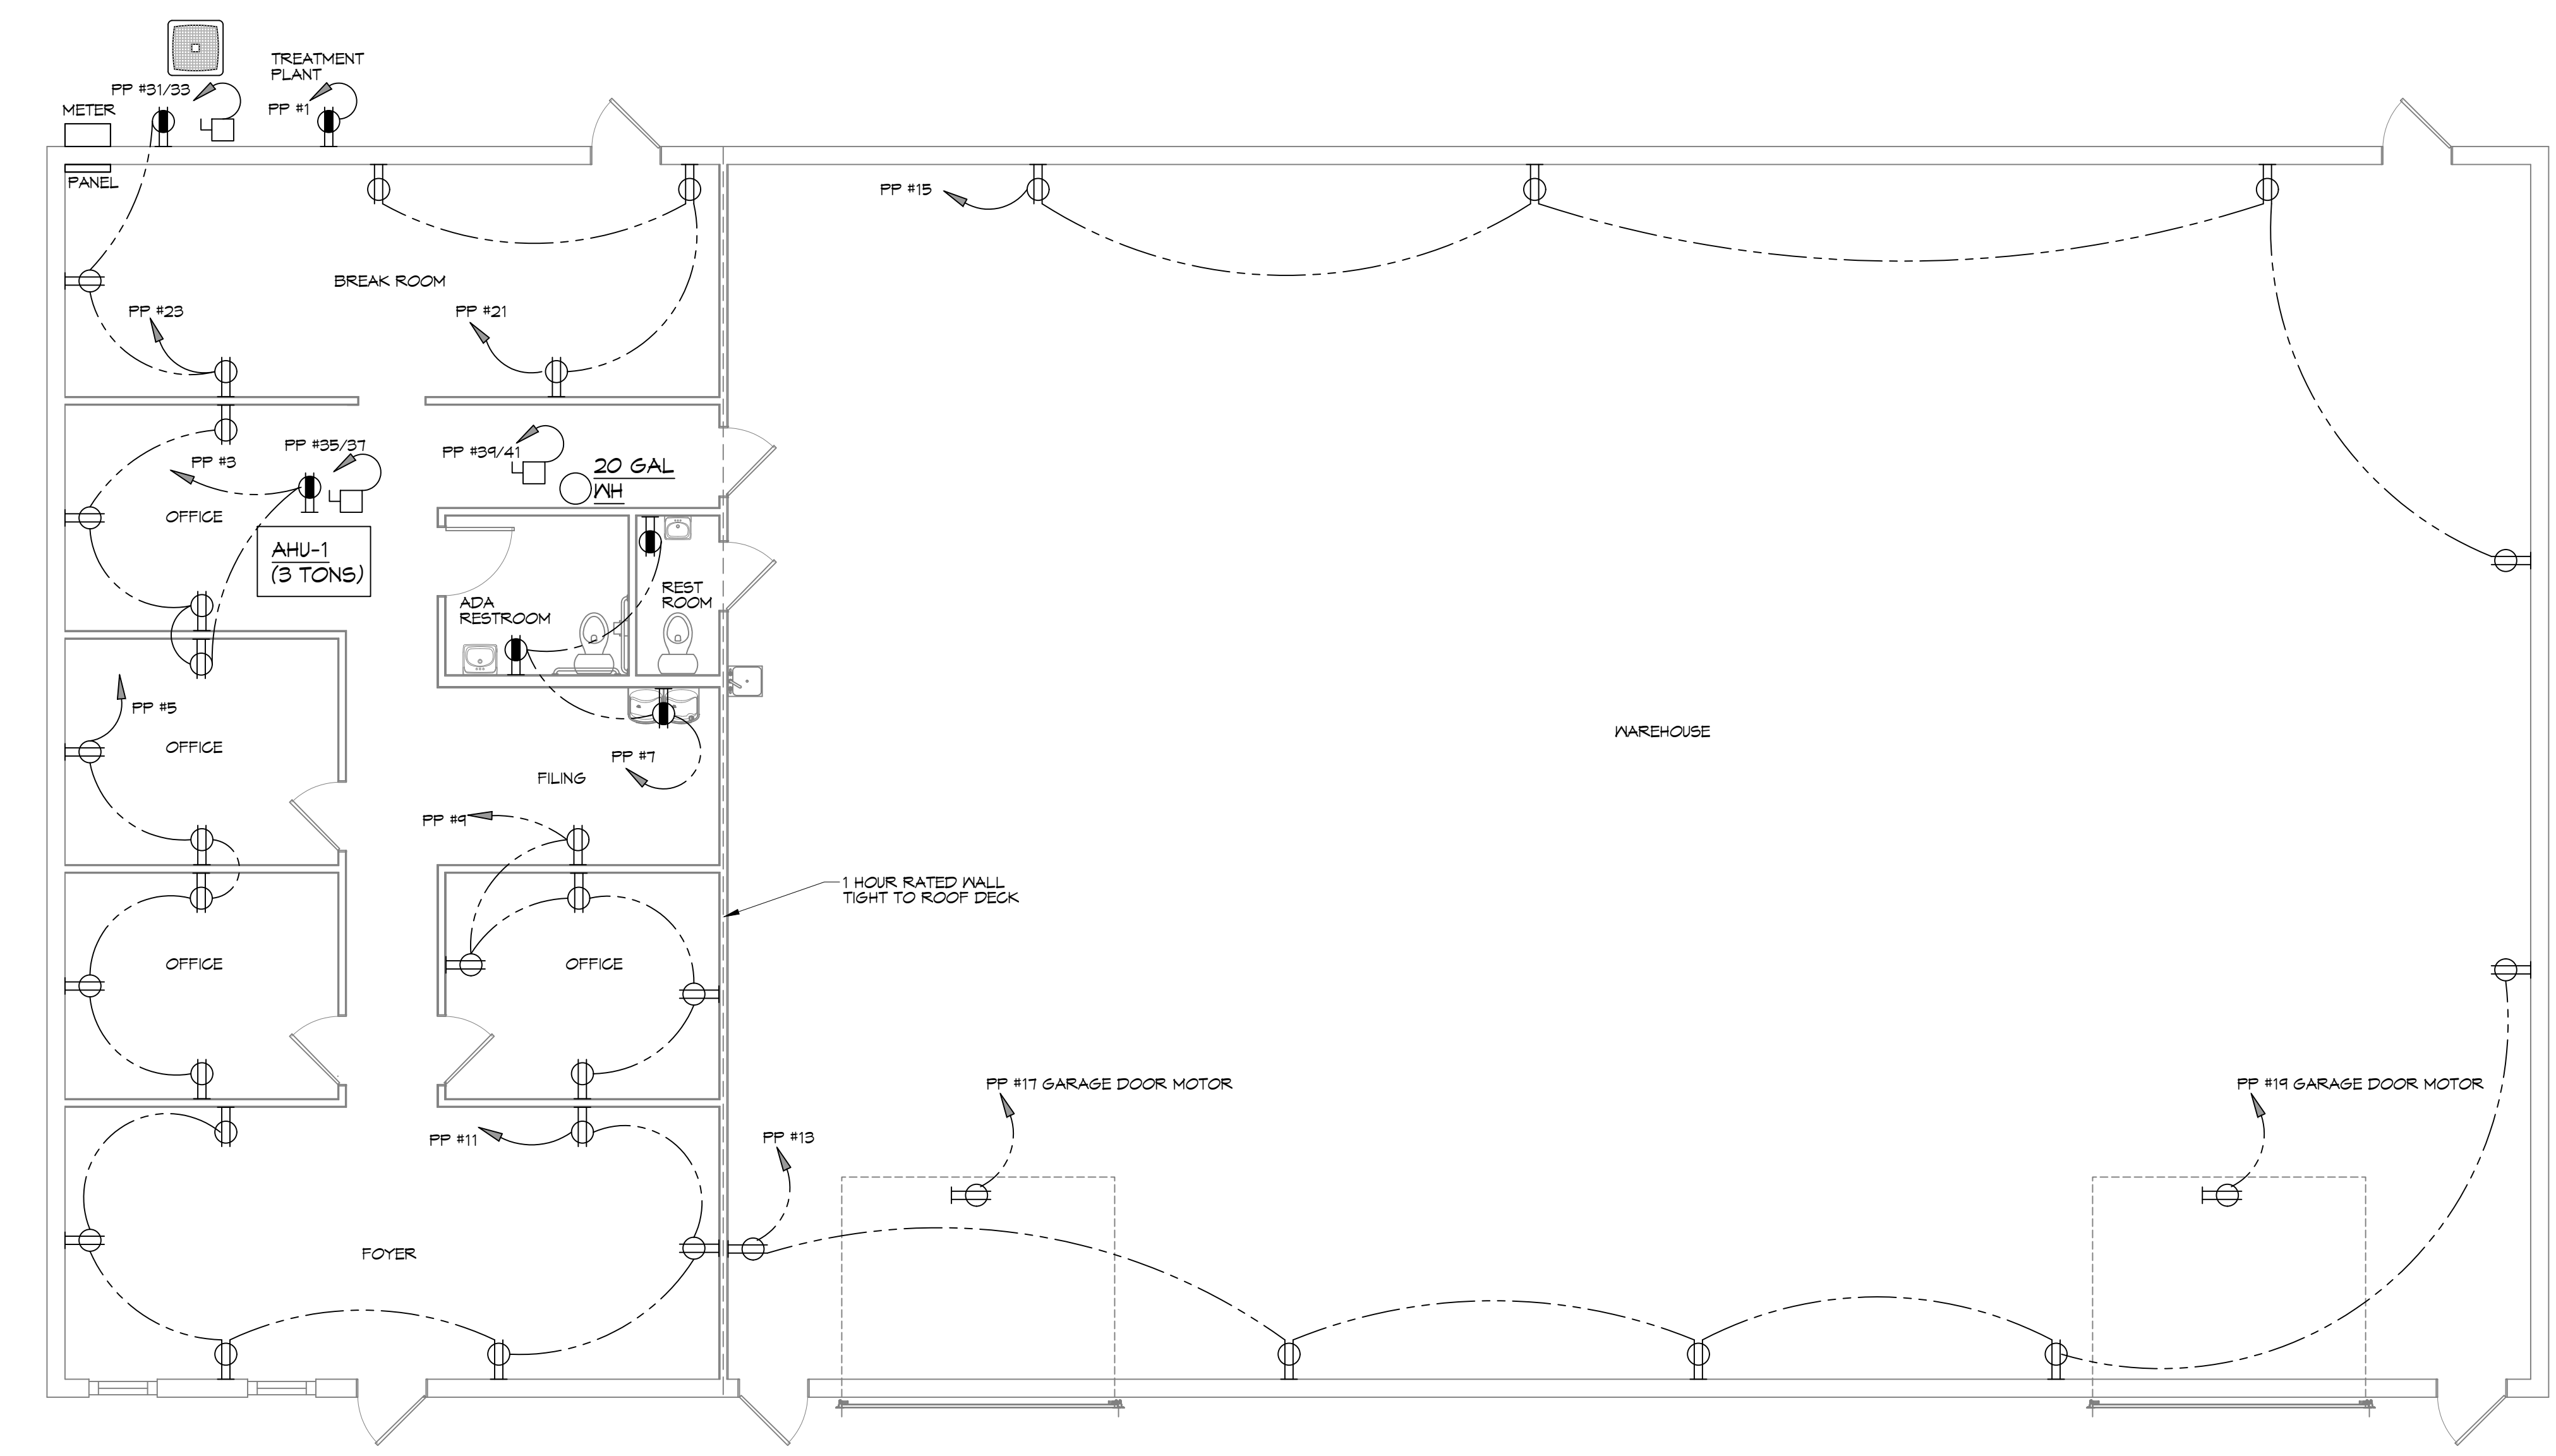 TREATMENT
PLANT
PP #31/33
PP #1
METER
PANEL
PP #15
BREAK ROOM
PP #23
PP #21
PP #35/37
PP #39/41
PP #3
20 GAL
WH
OFFICE
AHU-1
(3 TONS)
REST
ROOM
ADA
RESTROOM
PP #5
WAREHOUSE
OFFICE
PP #7
FILING
PP #9
1 HOUR RATED WALL
TIGHT TO ROOF DECK
OFFICE
OFFICE
PP #17 GARAGE DOOR MOTOR
PP #19 GARAGE DOOR MOTOR
PP #11
PP #13
FOYER